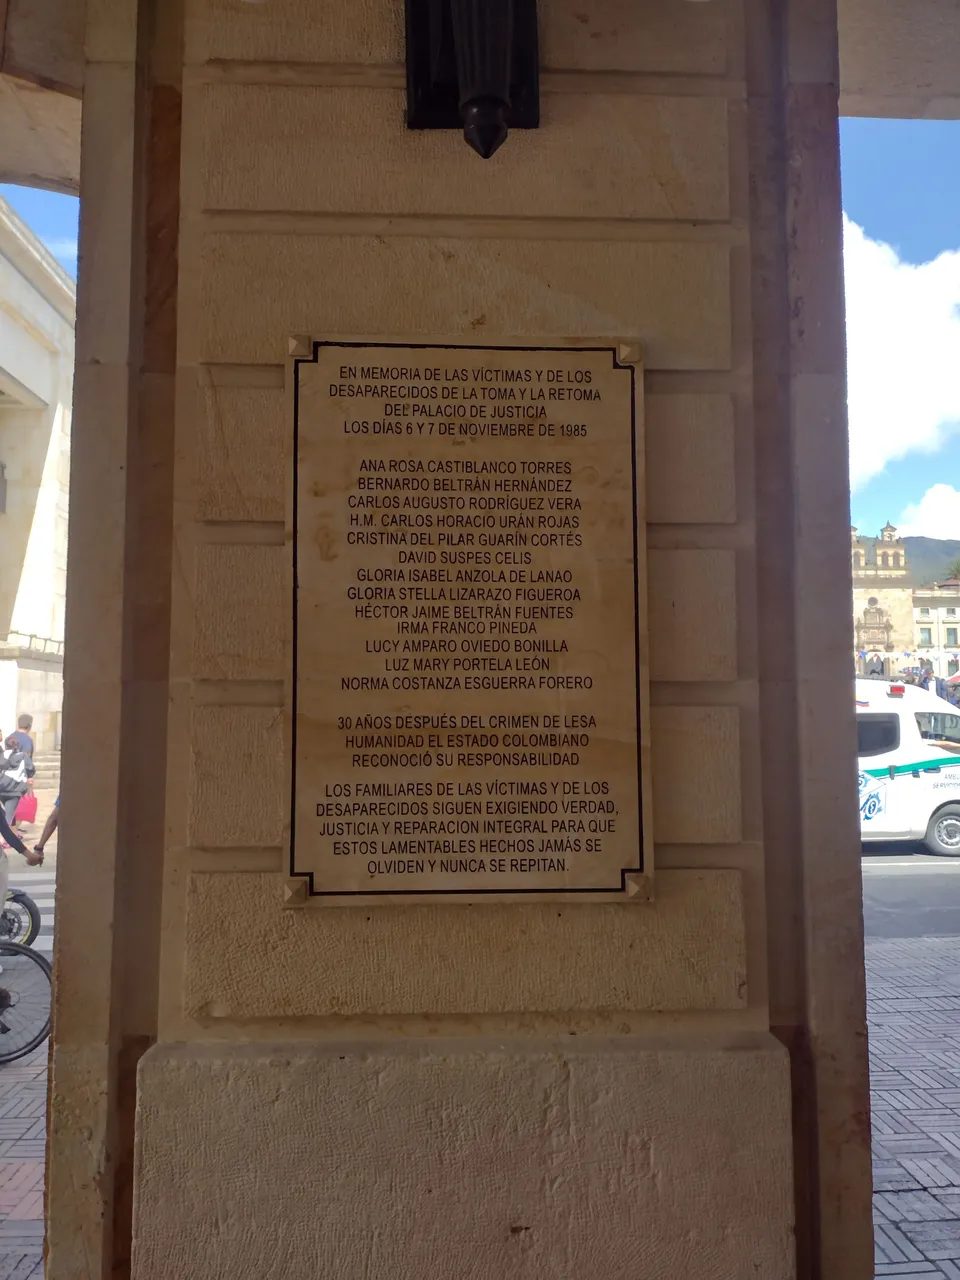 EN MEMORIA DE LAS VÍCTIMAS Y DE LOS
DESAPARECIDOS DE LA TOMA Y LA RETOMA
DEL PALACIO DE JUSTICIA
LOS DÍAS 6 Y 7 DE NOVIEMBRE DE 1985
ANA ROSA CASTIBLANCO TORRES
BERNARDO BELTRÁN HERNÁNDEZ
CARLOS AUGUSTO RODRÍGUEZ VERA
H.M. CARLOS HORACIO URÁN ROJAS
CRISTINA DEL PILAR GUARÍN CORTÉS
DAVID SUSPES CELIS
GLORIA ISABEL ANZOLA DE LANAO
GLORIA STELLA LIZARAZO FIGUEROA
HÉCTOR JAIME BELTRÁN FUENTES
IRMA FRANCO PINEDA
LUCY AMPARO OVIEDO BONILLA
LUZ MARY PORTELA LEÓN
NORMA COSTANZA ESGUERRA FORERO
30 AÑOS DESPUÉS DEL CRIMEN DE LESA
HUMANIDAD EL ESTADO COLOMBIANO
RECONOCIÓ SU RESPONSABILIDAD
LOS FAMILIARES DE LAS VÍCTIMAS Y DE LOS
DESAPARECIDOS SIGUEN EXIGIENDO VERDAD,
JUSTICIA Y REPARACION INTEGRAL PARA QUE
ESTOS LAMENTABLES HECHOS JAMÁS SE
OLVIDEN Y NUNCA SE REPITAN.